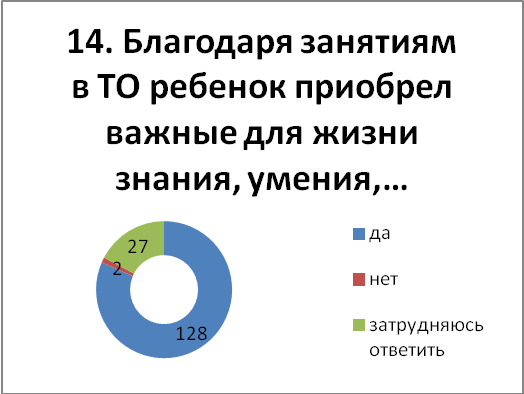 14. Благодаря занятиям
в ТО ребенок приобрел
важные для жизни
знания, умения,...
27
2
128
да
нет
затрудняюсь
ответить